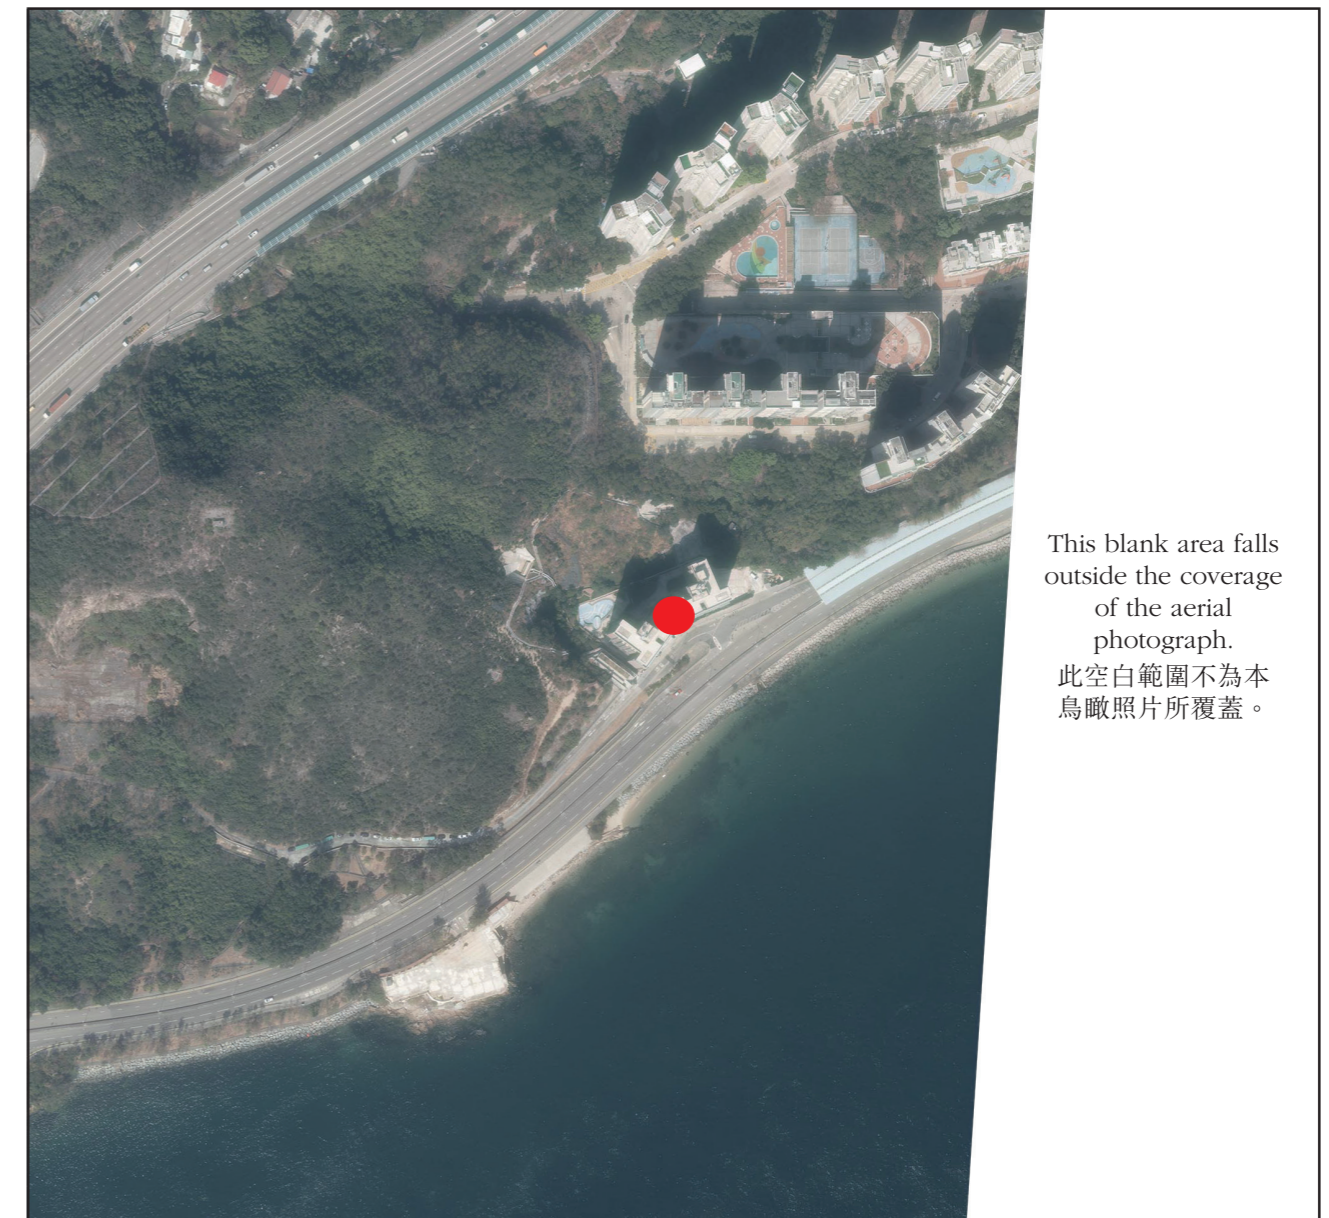 This blank area falls
outside the coverage
of the aerial
photograph.
此空白範圍不為本
鳥瞰照片所覆蓋。